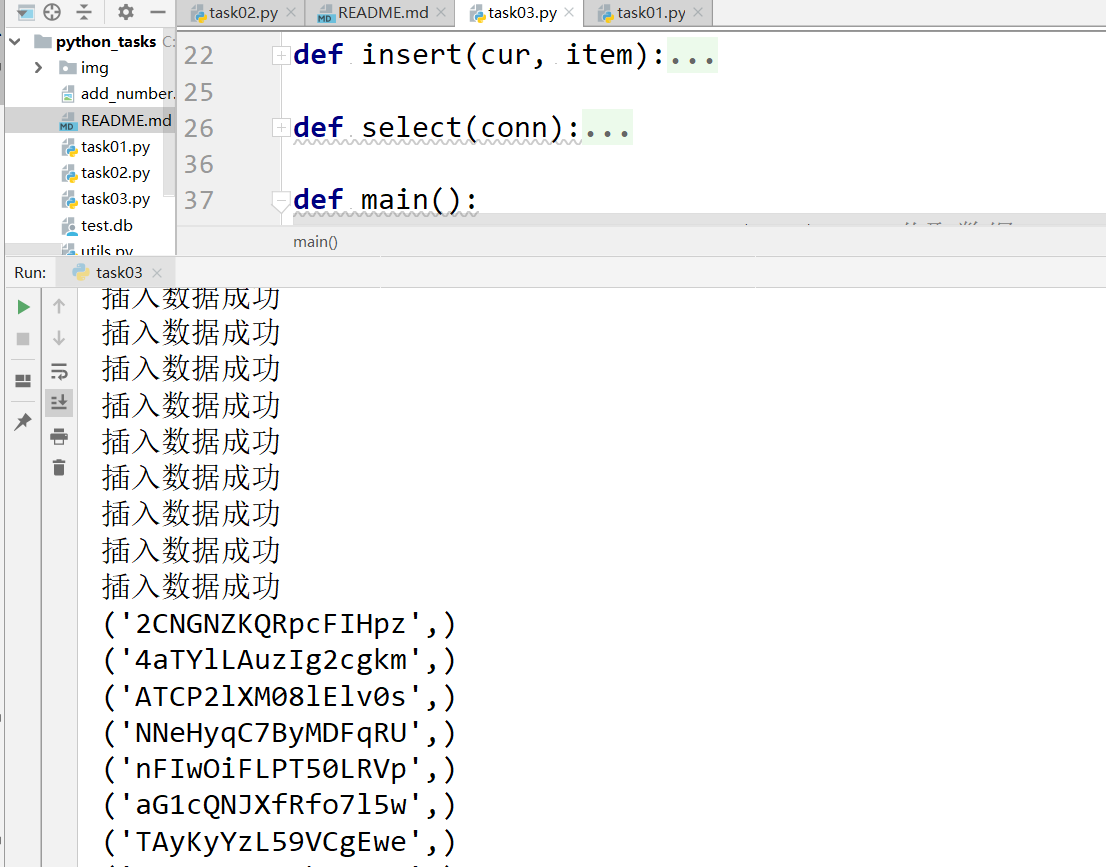 task02.py
README.md
task03.py
task01.py
python_tasks C:
img
add_number.
README.md
task01.py
task02.py
task03.py
test.db
utils.py
22 def insert(cur, item):...
25
26 def select(conn):...
36
37 def main():
main()
Run: task03
插入数据成功
插入数据成功
插入数据成功
插入数据成功
插入数据成功
插入数据成功
插入数据成功
插入数据成功
插入数据成功
('2CNGNZKQRpcFIHpz',)
('4aTYlLAuzIg2cgkm',)
('ATCP2lXM08lElv0s',)
('NNeHyqC7ByMDFqRU',)
('nFIwOiFLPT50LRVp',)
('aG1cQNJXfRfo7l5w',)
('TAyKyYzL59VCgEwe',)